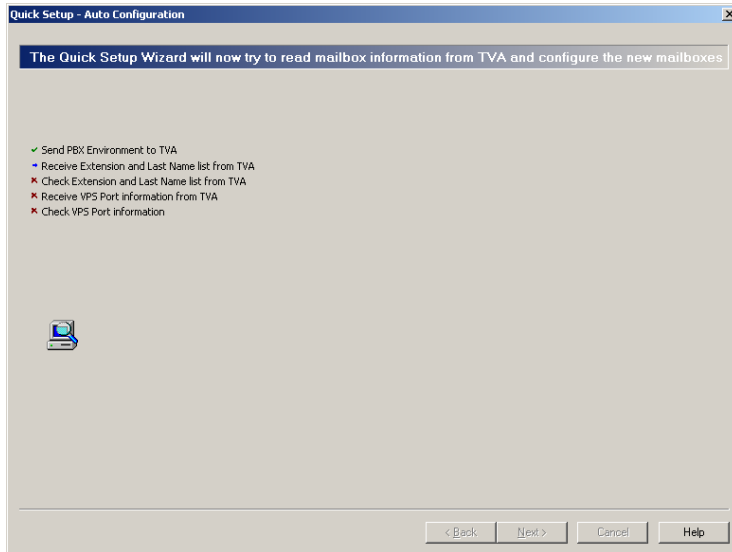 Quick Setup - Auto Configuration
The Quick Setup Wizard will now try to read mailbox information from TVA and configure the new mailboxes
Send PBX Environment to TVA
Receive Extension and Last Name list from TVA
Check Extension and Last Name list from TVA
Receive VPS Port information from TVA
Check VPS Port information
< Back Next > Cancel Help